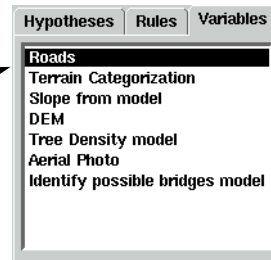 Hypotheses Rules Variables
Roads
Terrain Categorization
Slope from model
DEM
Tree Density model
Aerial Photo
Identify possible bridges model